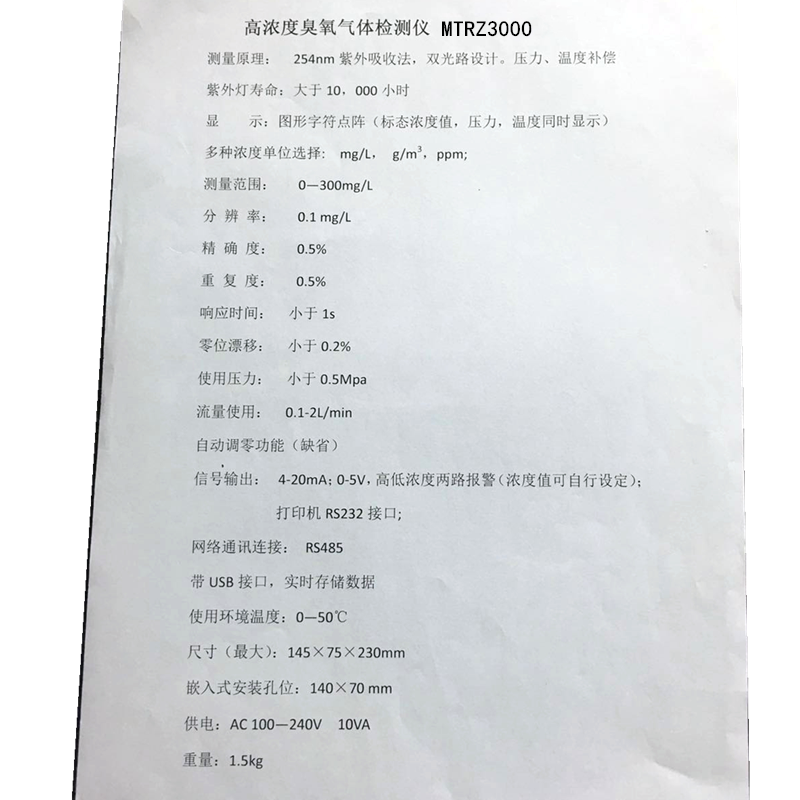 高浓度臭氧气体检测仪 MTRZ3000
测量原理： 254nm 紫外吸收法，双光路设计。压力、温度补偿
紫外灯寿命：大于 10，000 小时
显 示：图形字符点阵（标态浓度值，压力，温度同时显示）
多种浓度单位选择： mg/L， g/m³，ppm;
测量范围： 0—300mg/L
分 辨 率： 0.1 mg/L
精 确 度： 0.5%
重 复 度： 0.5%
响应时间： 小于 1s
零位漂移： 小于 0.2%
使用压力： 小于 0.5Mpa
流量使用： 0.1-2L/min
自动调零功能（缺省）
信号输出： 4-20mA；0-5V，高低浓度两路报警（浓度值可自行设定）；
打印机 RS232 接口;
网络通讯连接： RS485
带 USB 接口，实时存储数据
使用环境温度：0—50℃
尺寸（最大）：145×75×230mm
嵌入式安装孔位：140×70 mm
供电：AC 100—240V 10VA
重量：1.5kg